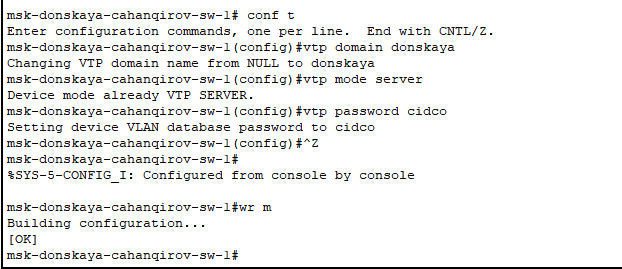 msk-donskaya-cahanqirov-sw-1# conf t
Enter configuration commands, one per line.  End with CNTL/Z.
msk-donskaya-cahanqirov-sw-1(config)#vtp domain donskaya
Changing VTP domain name from NULL to donskaya
msk-donskaya-cahanqirov-sw-1(config)#vtp mode server
Device mode already VTP SERVER.
msk-donskaya-cahanqirov-sw-1(config)#vtp password cidco
Setting device VLAN database password to cidco
msk-donskaya-cahanqirov-sw-1(config)#^Z
msk-donskaya-cahanqirov-sw-1#
%SYS-5-CONFIG_I: Configured from console by console
msk-donskaya-cahanqirov-sw-1#wr m
Building configuration...
[OK]
msk-donskaya-cahanqirov-sw-1#